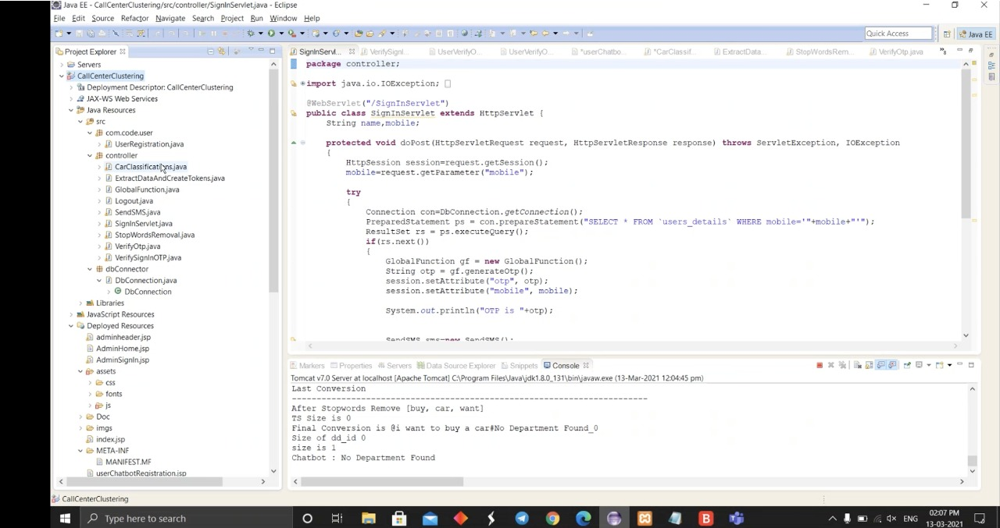 Java EE - CallCenterClustering/src/controller/SignInServlet.java - Eclipse
File Edit Source Refactor Navigate Search Project Run Window Help
Quick Access
Java EE
Project Explorer
Servers
CallCenterClustering
Deployment Descriptor: CallCenterClustering
JAX-WS Web Services
Java Resources
src
com.code.user
UserRegistration.java
controller
CarClassifications.java
ExtractDataAndCreateTokens.java
GlobalFunction.java
Logout.java
SendSMS.java
SignInServlet.java
StopWordsRemoval.java
VerifyOtp.java
VerifySignInOTP.java
dbConnector
DbConnection.java
DbConnection
Libraries
JavaScript Resources
Deployed Resources
adminheader.jsp
AdminHome.jsp
AdminSignIn.jsp
assets
css
fonts
js
Doc
imgs
index.jsp
META-INF
MANIFEST.MF
userChatbotRegistration.jsp
SignInServl... VerifySignI... UserVerifyO... UserVerifyO... *userChatbo... *CarClassif... ExtractData... StopWordsRem... VerifyOtp.java »8
package controller;
import java.io.IOException;
@WebServlet("/SignInServlet")
public class SignInServlet extends HttpServlet {
String name,mobile;
protected void doPost(HttpServletRequest request, HttpServletResponse response) throws ServletException, IOException
{
HttpSession session=request.getSession();
mobile=request.getParameter("mobile");
try
{
Connection con=DbConnection.getConnection();
PreparedStatement ps = con.prepareStatement("SELECT * FROM `users_details` WHERE mobile='"+mobile+"'");
ResultSet rs = ps.executeQuery();
if(rs.next())
{
GlobalFunction gf = new GlobalFunction();
String otp = gf.generateOtp();
session.setAttribute("otp", otp);
session.setAttribute("mobile", mobile);
System.out.println("OTP is "+otp);
SendSMS sms=new SendSMS();
Markers Properties Servers Data Source Explorer Snippets Console
Tomcat v7.0 Server at localhost [Apache Tomcat] C:\Program Files\Java\jdk1.8.0_131\bin\javaw.exe (13-Mar-2021 12:04:45 pm)
Last Conversion
------------------------------------------------------------------------
After Stopwords Remove [buy, car, want]
TS Size is 0
Final Conversion is @i want to buy a car#No Department Found_0
Size of dd_id 0
size is 1
Chatbot : No Department Found
CallCenterClustering
Type here to search
ENG
02:07 PM
13-03-2021